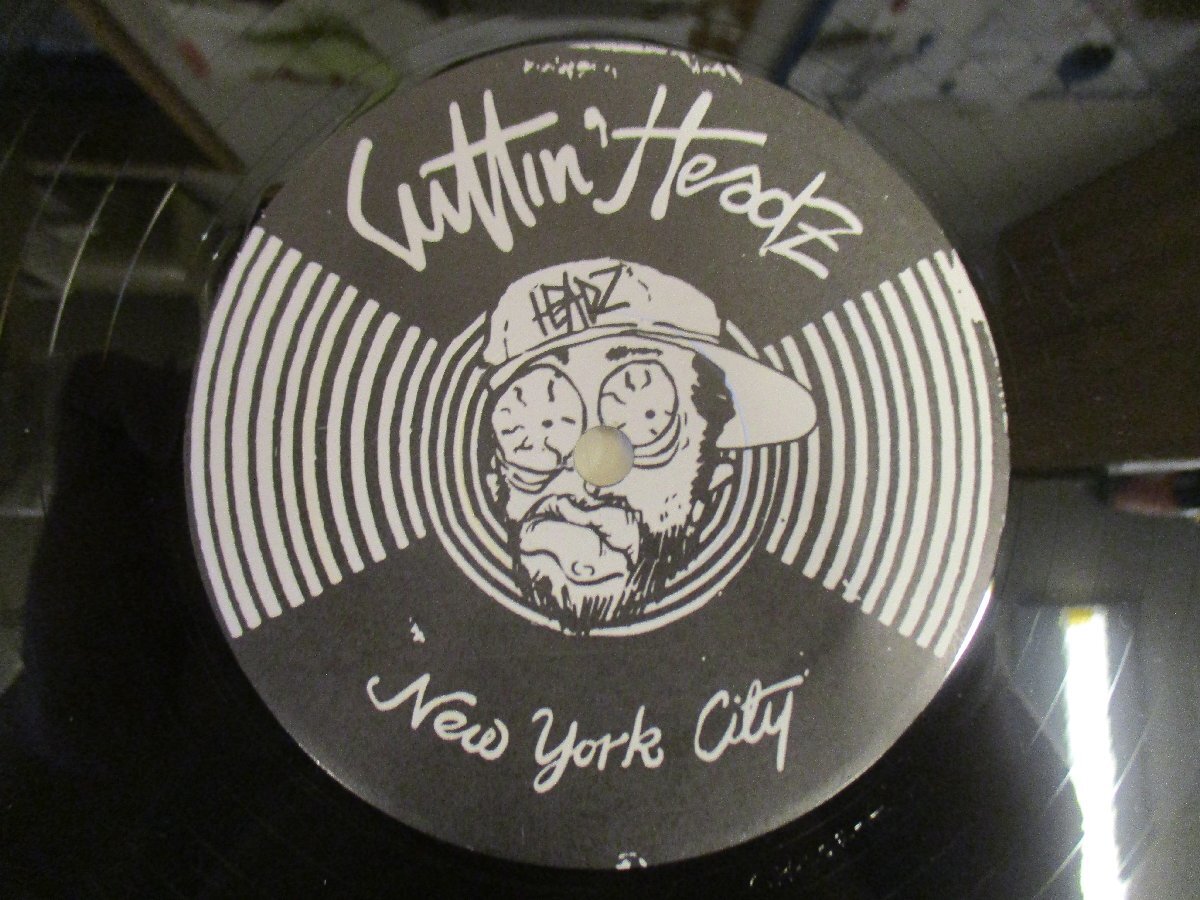 Cuttin' Headz
HEADZ
New York City